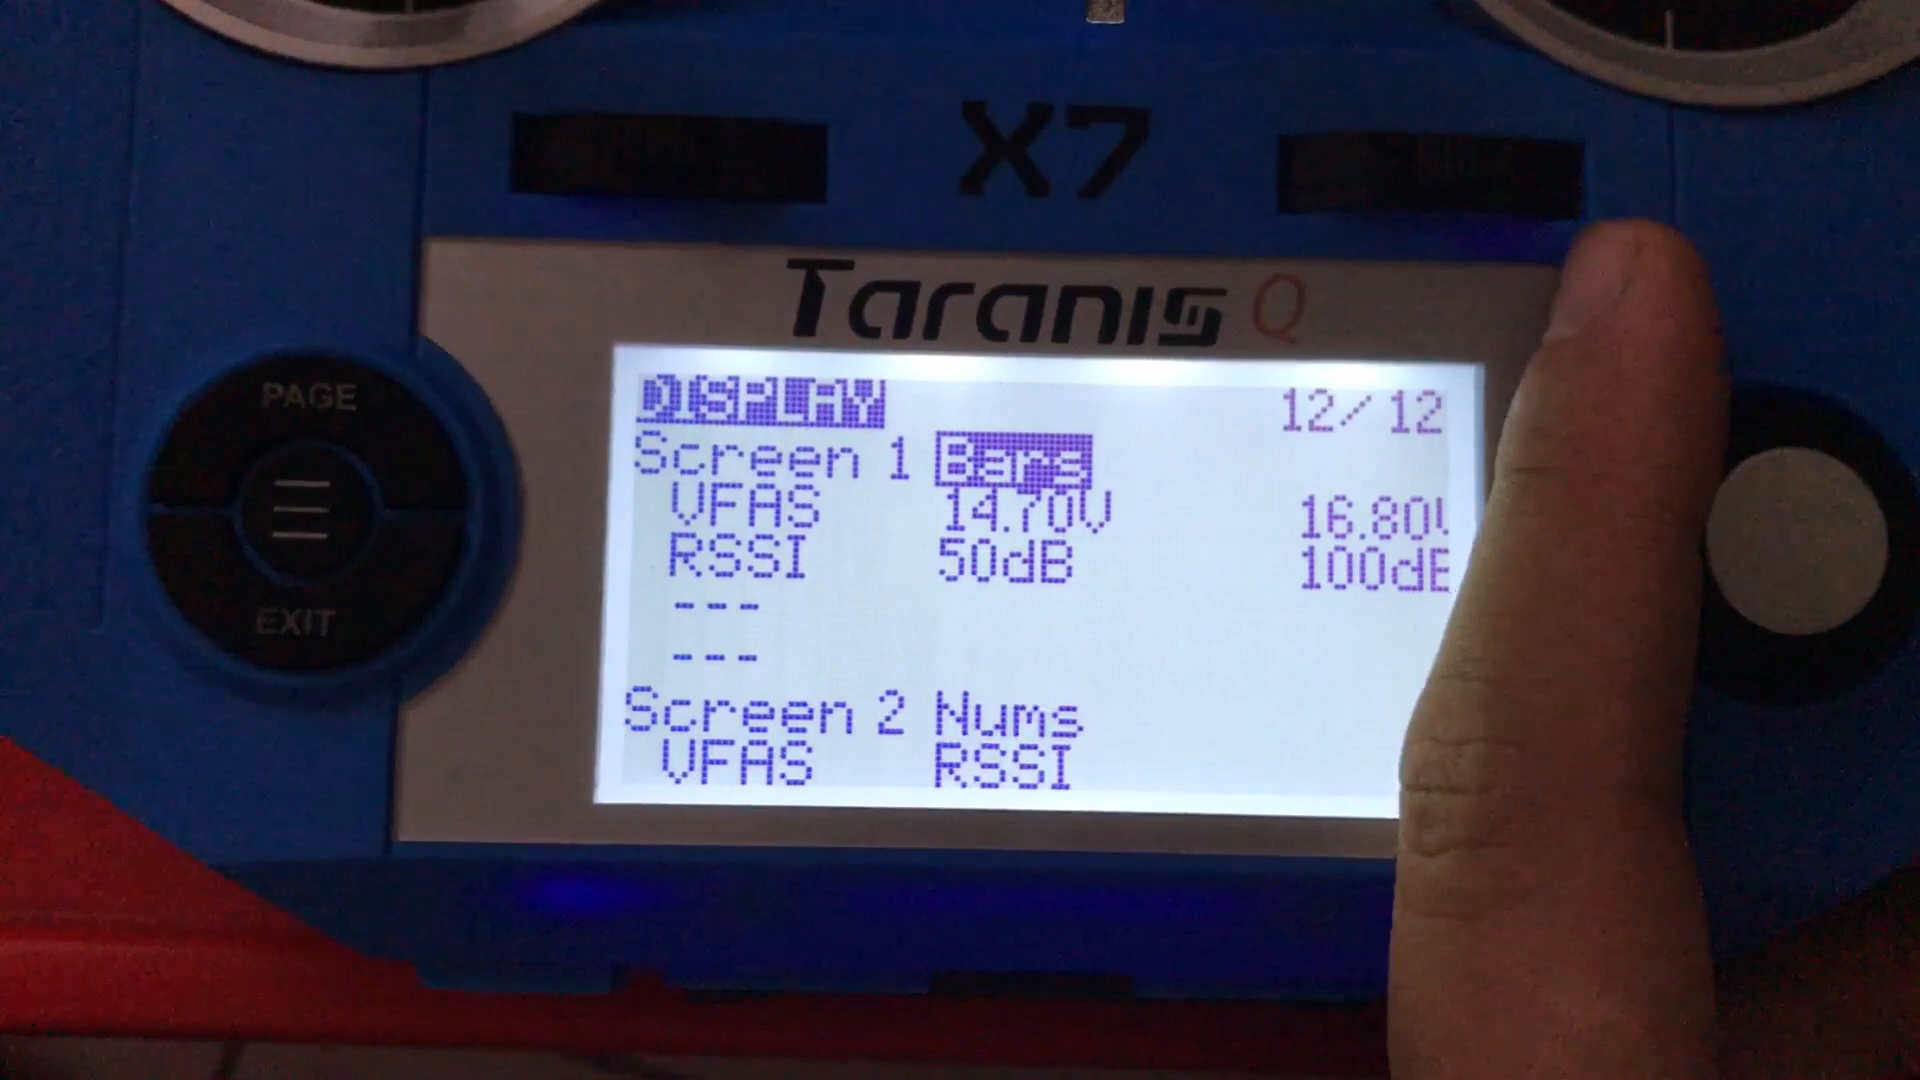 X7
Taranis Q
PAGE
EXIT
DISPLAY 12/12
Screen 1 Bars
VFAS 14.70V 16.80V
RSSI 50dB 100dB
---
---
Screen 2 Nums
VFAS RSSI